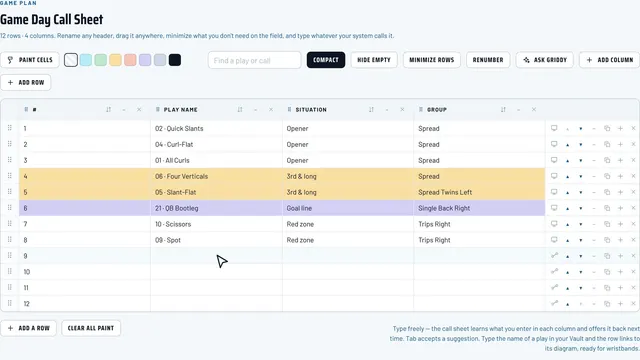 GAME PLAN
Game Day Call Sheet
12 rows · 4 columns. Rename any header, drag it anywhere, minimize what you don't need on the field, and type whatever your system calls it.
PAINT CELLS
Find a play or call
COMPACT
HIDE EMPTY
MINIMIZE ROWS
RENUMBER
ASK GRIDDY
+ ADD COLUMN
+ ADD ROW
# PLAY NAME SITUATION GROUP
1 02 · Quick Slants Opener Spread
2 04 · Curl-Flat Opener Spread
3 01 · All Curls Opener Spread
4 06 · Four Verticals 3rd & long Spread
5 05 · Slant-Flat 3rd & long Spread Twins Left
6 21 · QB Bootleg Goal line Single Back Right
7 10 · Scissors Red zone Trips Right
8 09 · Spot Red zone Trips Right
9
10
11
12
+ ADD A ROW
CLEAR ALL PAINT
Type freely — the call sheet learns what you enter in each column and offers it back next
time. Tab accepts a suggestion. Type the name of a play in your Vault and the row links to
its diagram, ready for wristbands.